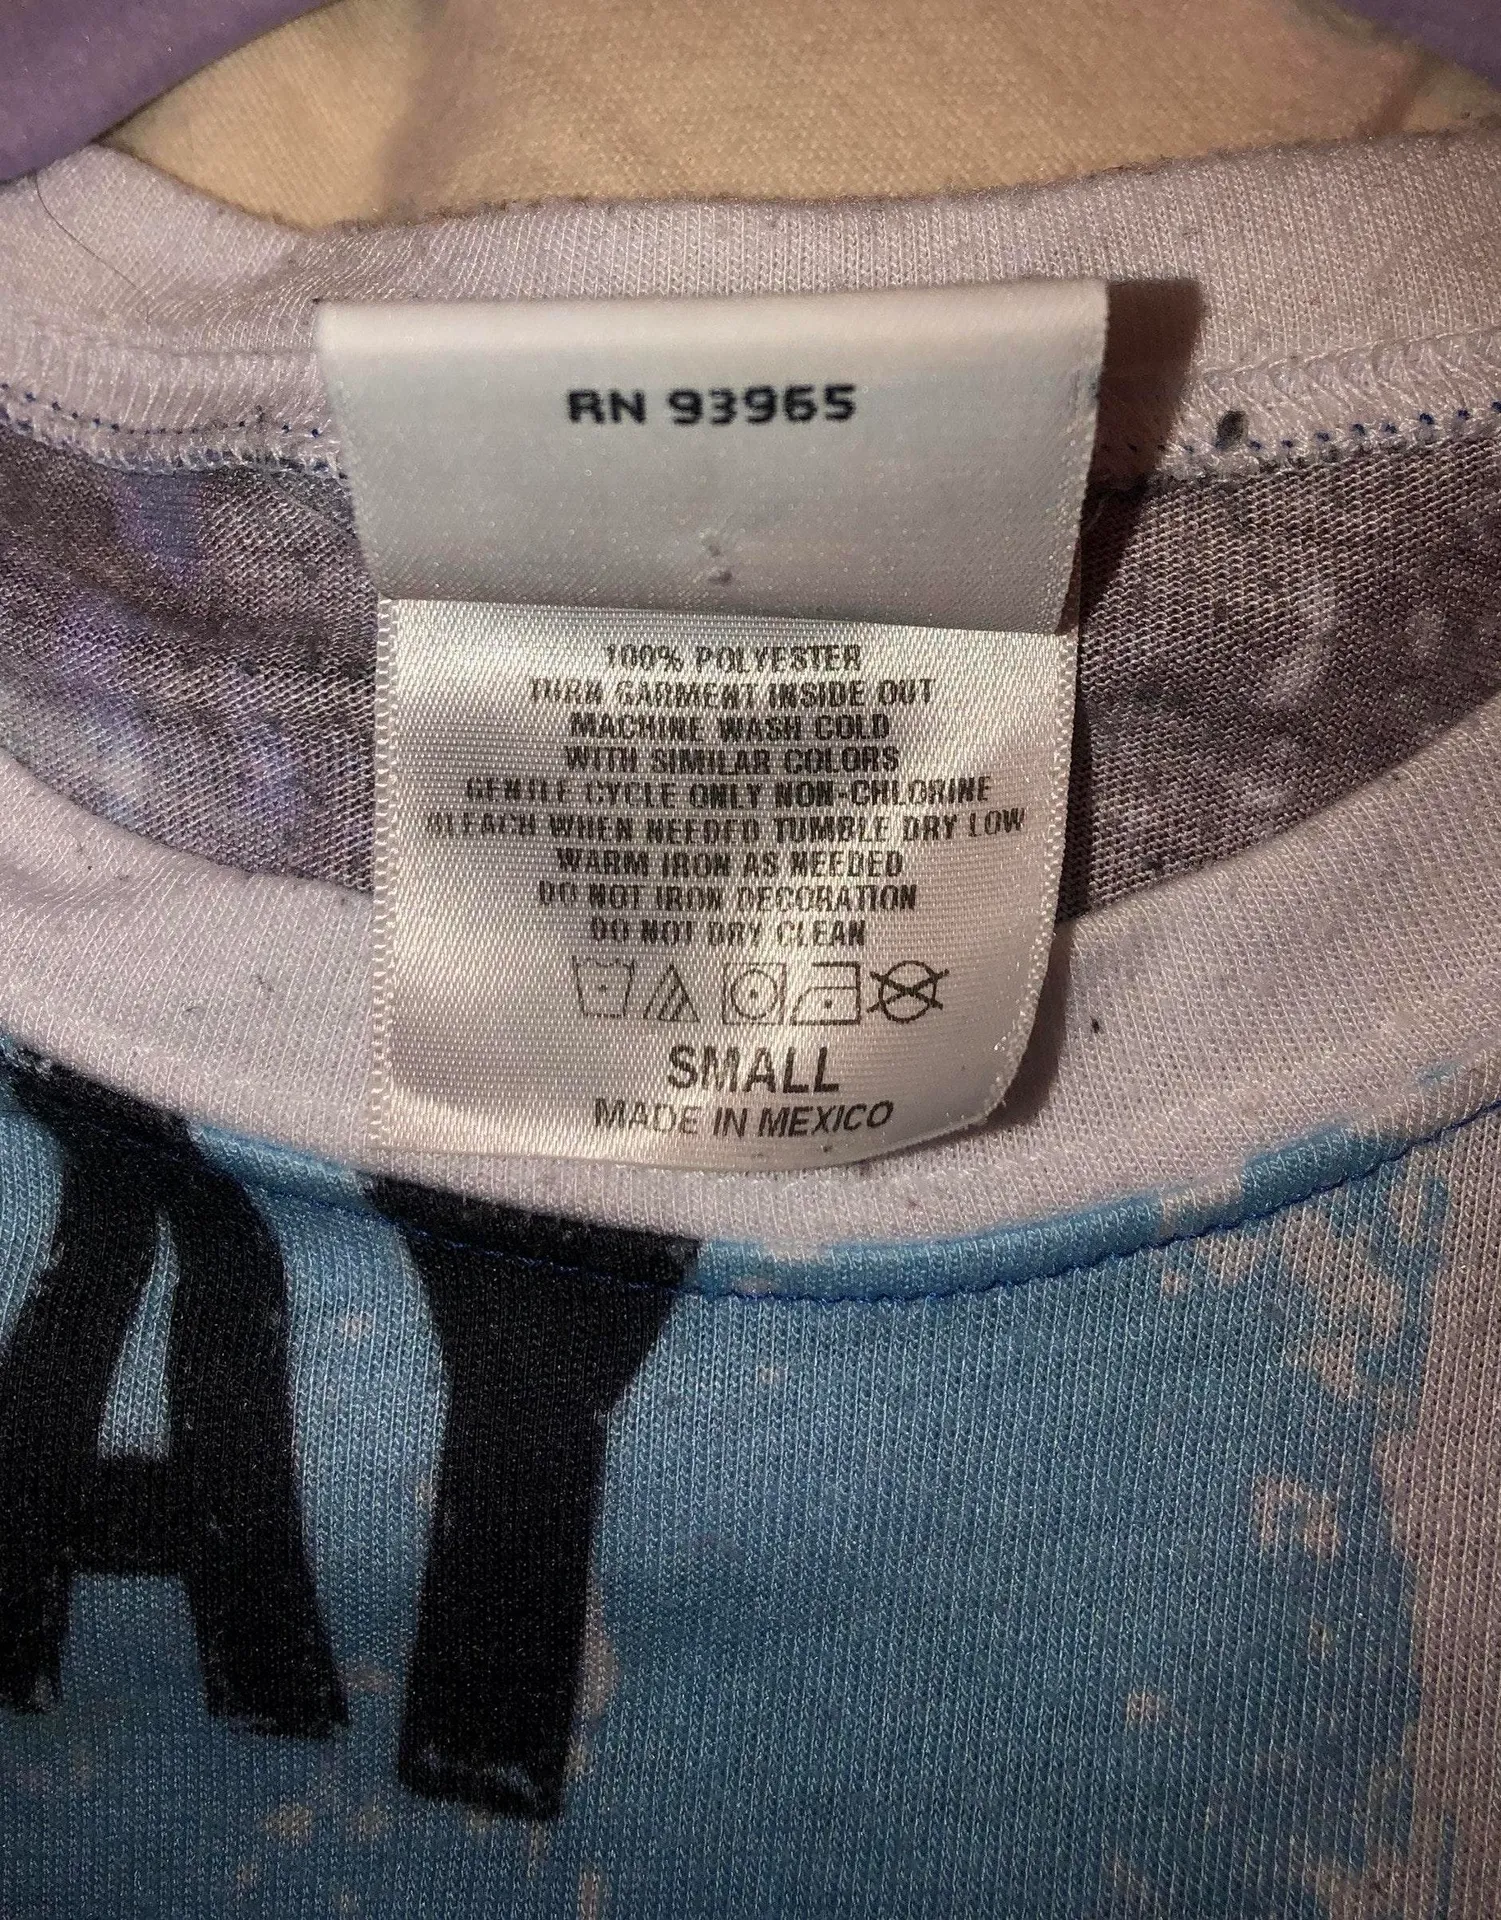 RN 93965
100% POLYESTER
TURN GARMENT INSIDE OUT
MACHINE WASH COLD
WITH SIMILAR COLORS
GENTLE CYCLE ONLY NON-CHLORINE
BLEACH WHEN NEEDED TUMBLE DRY LOW
WARM IRON AS NEEDED
DO NOT IRON DECORATION
DO NOT DRY CLEAN
SMALL
MADE IN MEXICO